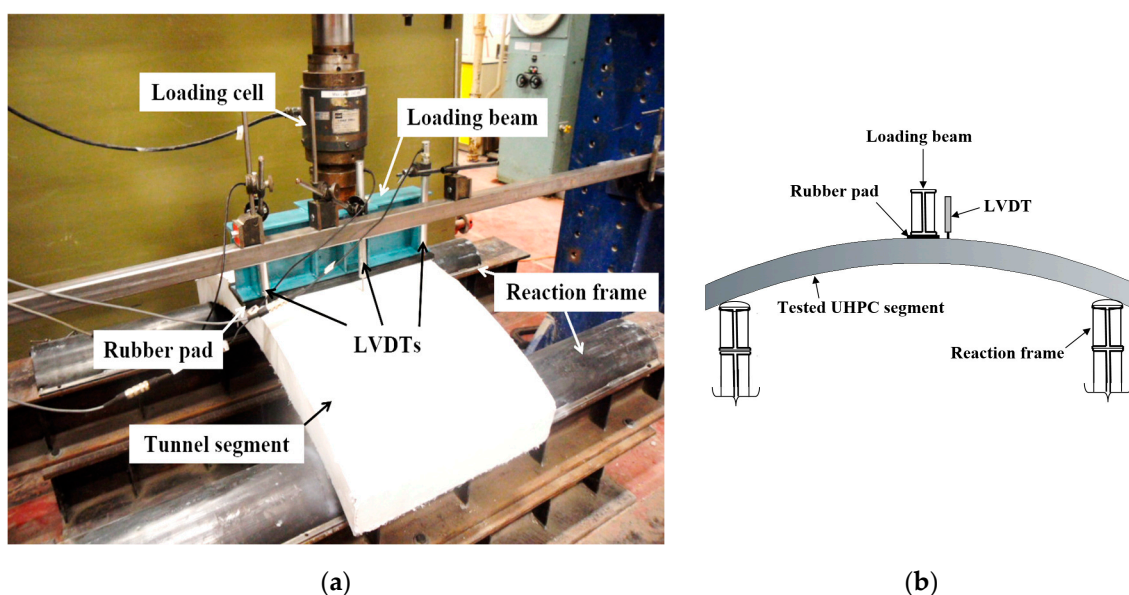 Loading cell
Loading beam
Reaction frame
Rubber pad
LVDTs
Tunnel segment
(a)
Loading beam
Rubber pad
LVDT
Tested UHPC segment
Reaction frame
(b)